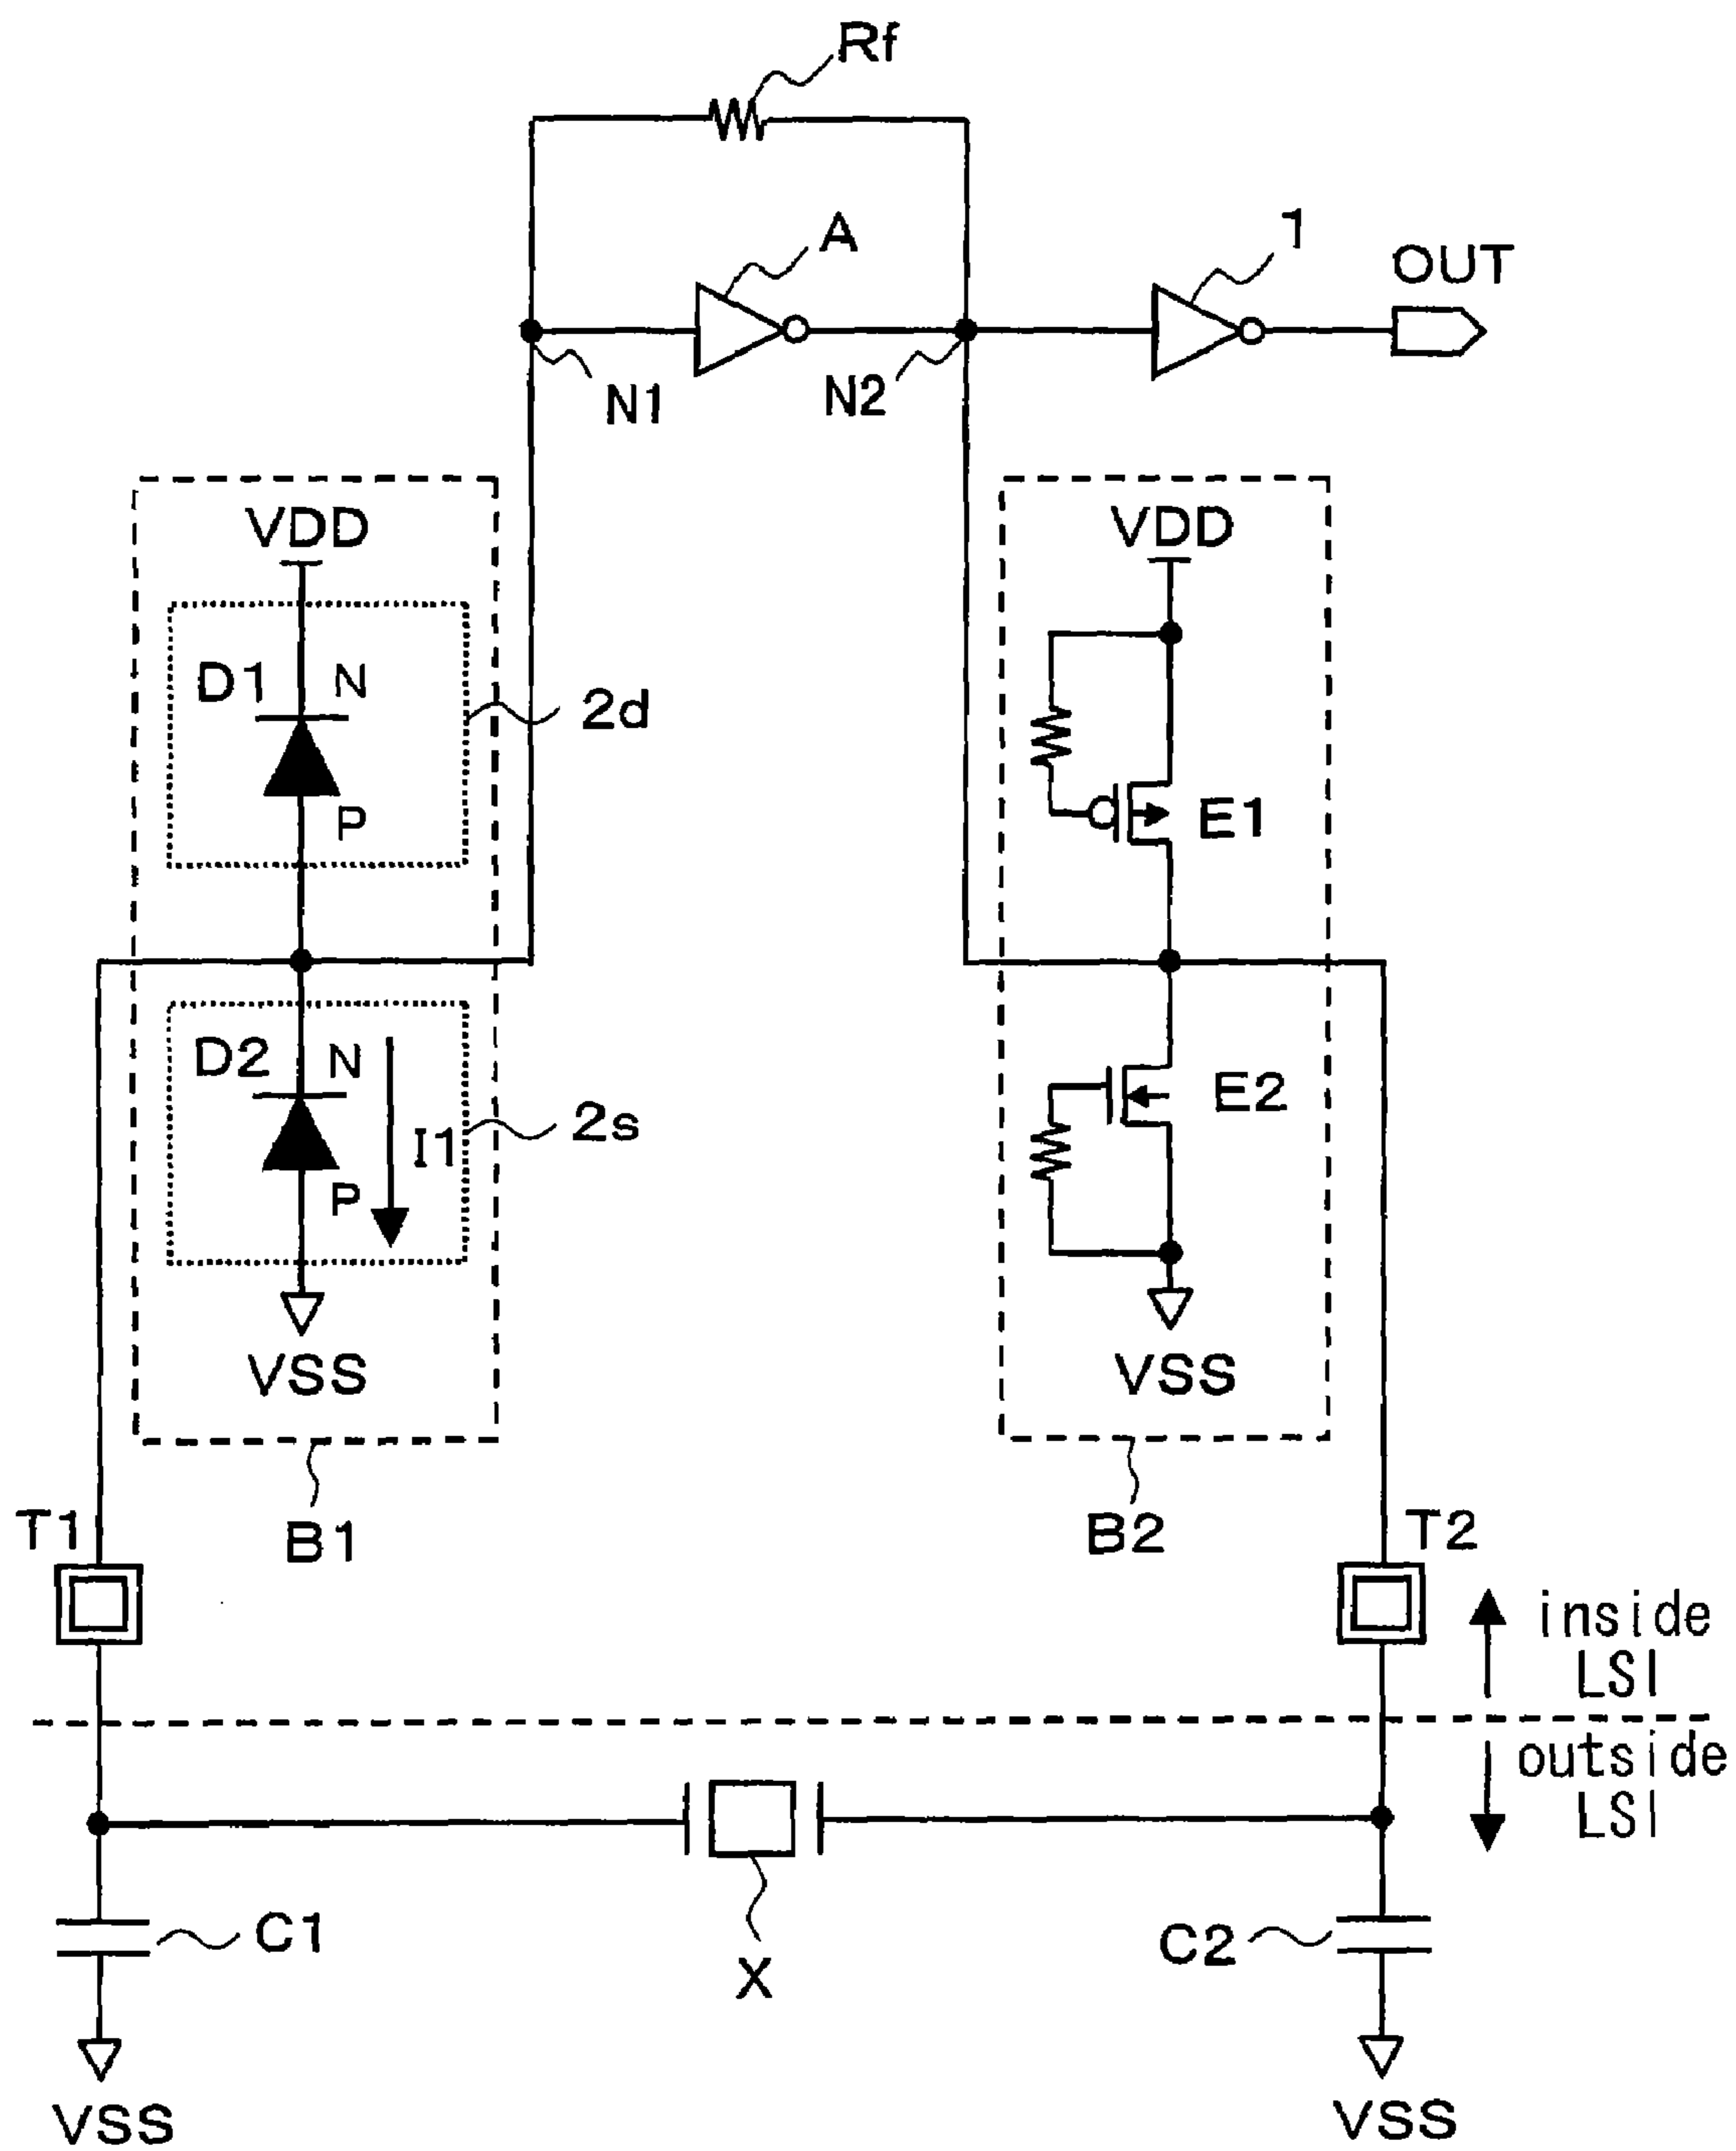 Rf
A
1
OUT
N1
N2
VDD
VDD
D1
N
2d
P
E1
D2
N
I1
2s
P
E2
VSS
VSS
B1
B2
T1
T2
inside
LSI
outside
LSI
C1
X
C2
VSS
VSS